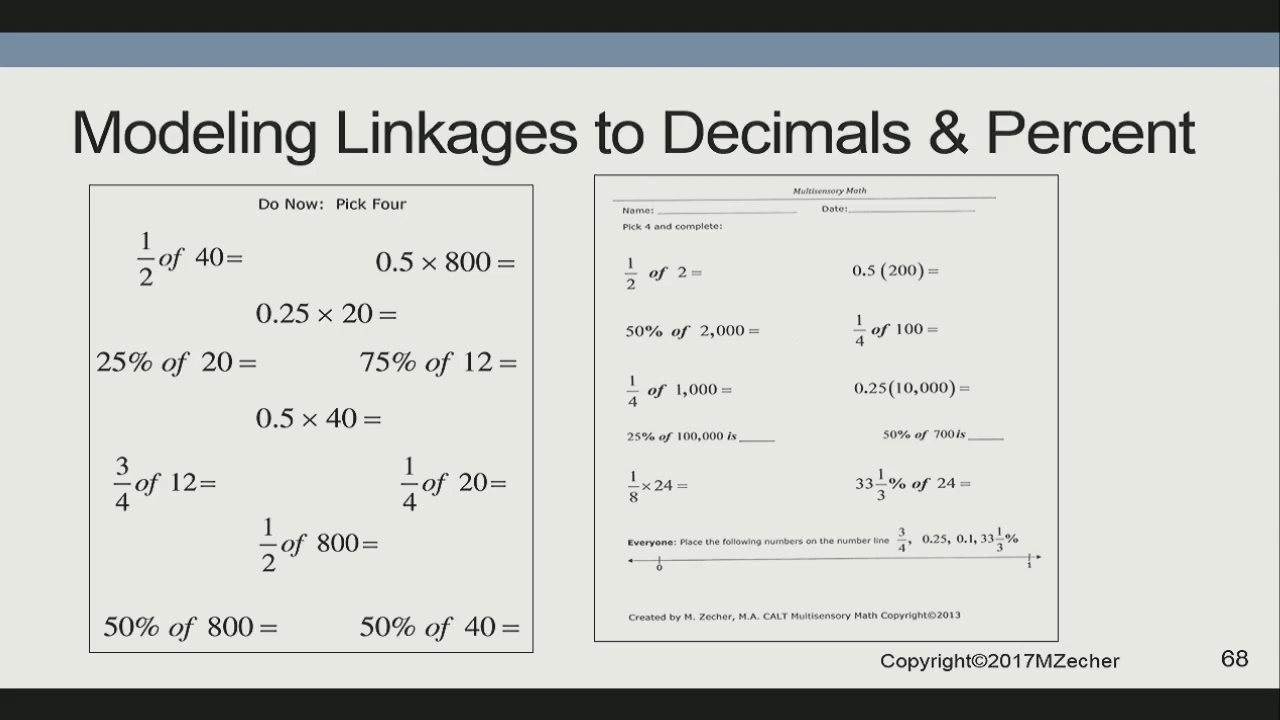 Modeling Linkages to Decimals & Percent
Do Now: Pick Four
1/2 of 40=
0.5 × 800 =
0.25 × 20 =
25% of 20 =
75% of 12 =
0.5 × 40 =
3/4 of 12=
1/4 of 20=
1/2 of 800=
50% of 800 =
50% of 40 =
Multisensory Math
Name: ________ Date: ________
Pick 4 and complete:
1/2 of 2 =
0.5 (200) =
50% of 2,000 =
1/4 of 100 =
1/4 of 1,000 =
0.25(10,000) =
25% of 100,000 is _____
50% of 700 is _____
1/8 × 24 =
33 1/3 % of 24 =
Everyone: Place the following numbers on the number line 3/4, 0.25, 0.1, 33 1/3 %
0 1
Created by M. Zecher, M.A. CALT Multisensory Math Copyright©2013
Copyright©2017MZecher
68